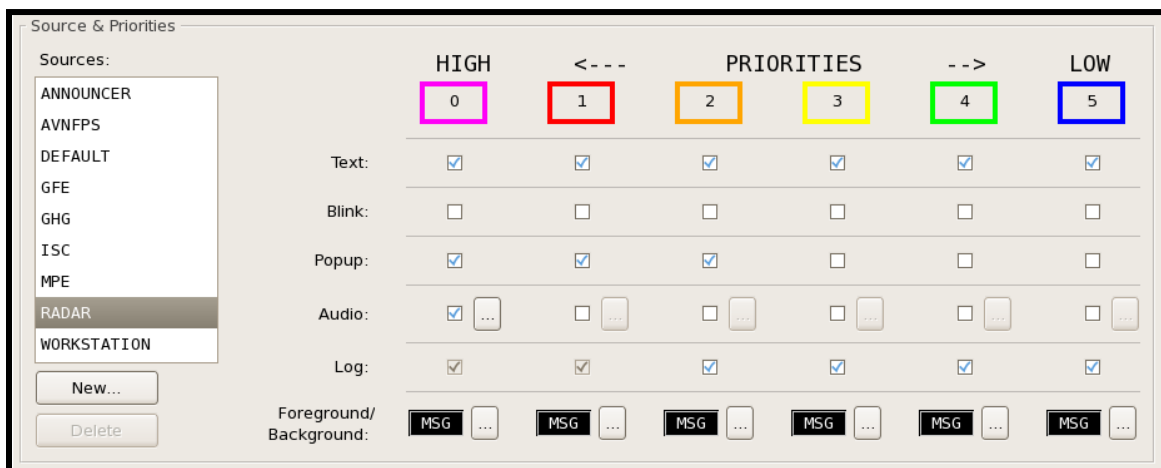 Source & Priorities
Sources:
HIGH <--- PRIORITIES --> LOW
0 1 2 3 4 5
ANNOUNCER
AVNFPS
DEFAULT
GFE
GHG
ISC
MPE
RADAR
WORKSTATION
New...
Delete
Text:
Blink:
Popup:
Audio: ... ... ... ... ... ...
Log:
Foreground/
Background: MSG ... MSG ... MSG ... MSG ... MSG ... MSG ...